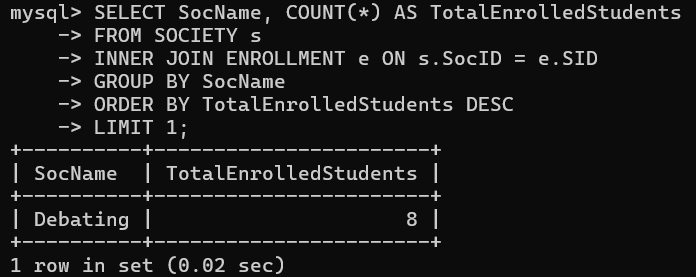 mysql> SELECT SocName, COUNT(*) AS TotalEnrolledStudents
    -> FROM SOCIETY s
    -> INNER JOIN ENROLLMENT e ON s.SocID = e.SID
    -> GROUP BY SocName
    -> ORDER BY TotalEnrolledStudents DESC
    -> LIMIT 1;
+----------+-----------------------+
| SocName  | TotalEnrolledStudents |
+----------+-----------------------+
| Debating |                     8 |
+----------+-----------------------+
1 row in set (0.02 sec)